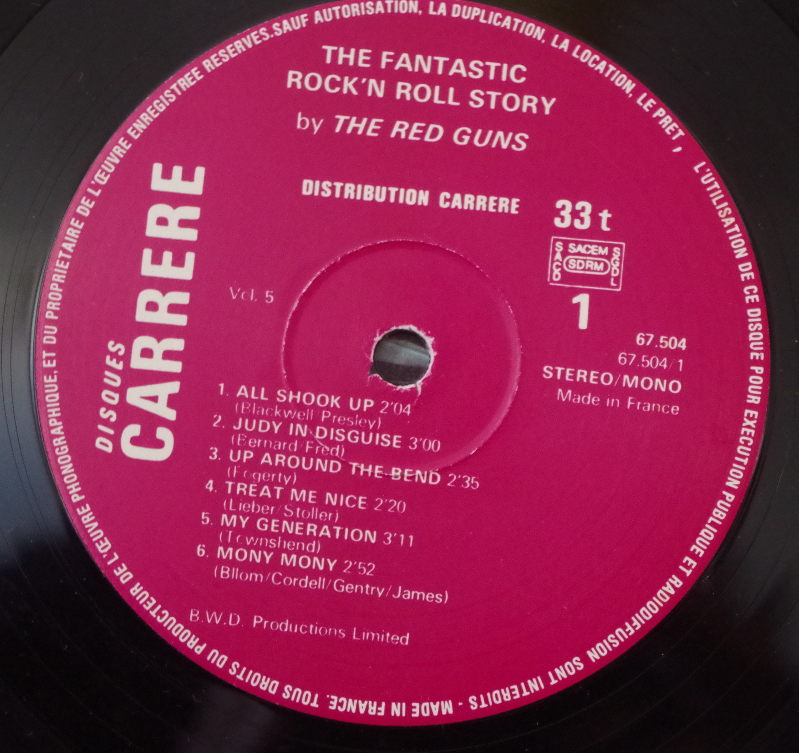 TOUS DROITS DU PRODUCTEUR DE L'ŒUVRE PHONOGRAPHIQUE, ET DU PROPRIETAIRE DE L'ŒUVRE ENREGISTREE RESERVES.SAUF AUTORISATION, LA DUPLICATION, LA LOCATION, LE PRET, L'UTILISATION DE CE DISQUE POUR EXECUTION PUBLIQUE ET RADIODIFFUSION SONT INTERDITS - MADE IN FRANCE.
THE FANTASTIC
ROCK'N ROLL STORY
by THE RED GUNS
DISTRIBUTION CARRERE
DISQUES
CARRERE
33 t
SACEM
SACD
SDRM
SGDL
1
Vol. 5
67.504
67.504/1
STEREO/MONO
Made in France
1. ALL SHOOK UP 2'04
(Blackwell/Presley)
2. JUDY IN DISGUISE 3'00
(Bernard/Fred)
3. UP AROUND THE BEND 2'35
(Fogerty)
4. TREAT ME NICE 2'20
(Lieber/Stoller)
5. MY GENERATION 3'11
(Townshend)
6. MONY MONY 2'52
(Bllom/Cordell/Gentry/James)
B.W.D. Productions Limited